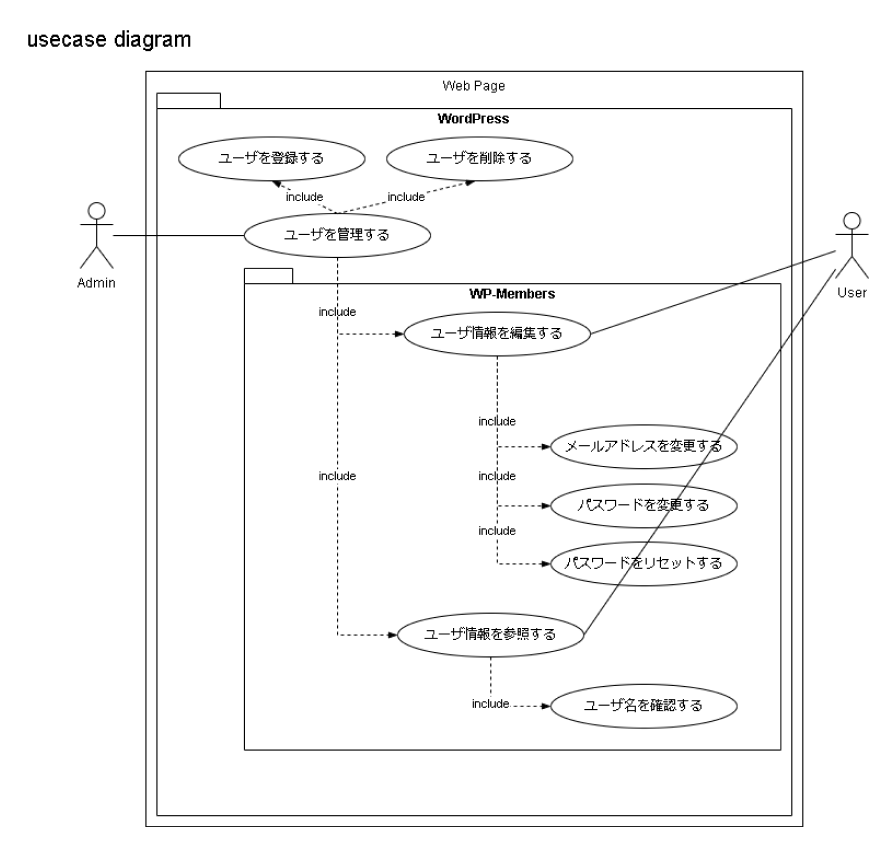 usecase diagram
Web Page
WordPress
ユーザを登録する
ユーザを削除する
include
include
ユーザを管理する
Admin
User
WP-Members
include
ユーザ情報を編集する
include
メールアドレスを変更する
include
include
パスワードを変更する
include
パスワードをリセットする
ユーザ情報を参照する
include
ユーザ名を確認する